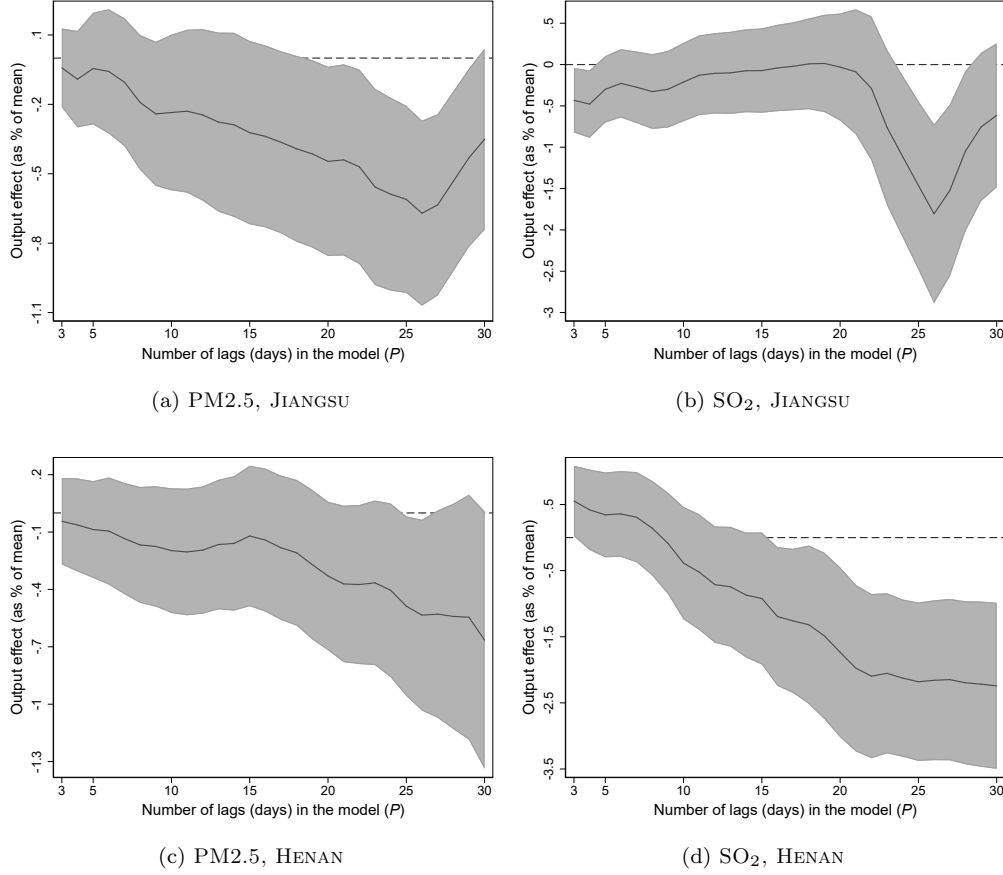 Output effect (as % of mean)
.1
-.2
-.5
-.8
-1.1
3 5 10 15 20 25 30
Number of lags (days) in the model (P)
(a) PM2.5, JIANGSU
Output effect (as % of mean)
.5
0
-.5
-1
-1.5
-2
-2.5
-3
3 5 10 15 20 25 30
Number of lags (days) in the model (P)
(b) SO₂, JIANGSU
Output effect (as % of mean)
.2
-.1
-.4
-.7
-1
-1.3
3 5 10 15 20 25 30
Number of lags (days) in the model (P)
(c) PM2.5, HENAN
Output effect (as % of mean)
.5
-.5
-1.5
-2.5
-3.5
3 5 10 15 20 25 30
Number of lags (days) in the model (P)
(d) SO₂, HENAN